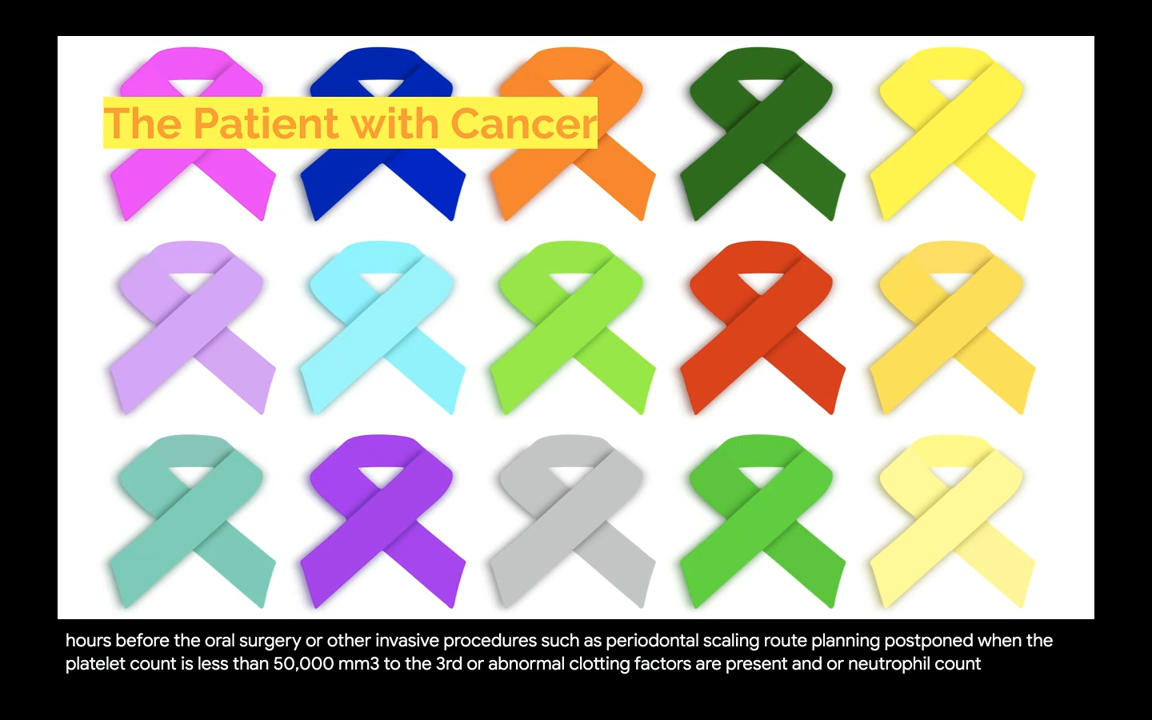 The Patient with Cancer
hours before the oral surgery or other invasive procedures such as periodontal scaling route planning postponed when the
platelet count is less than 50,000 mm3 to the 3rd or abnormal clotting factors are present and or neutrophil count